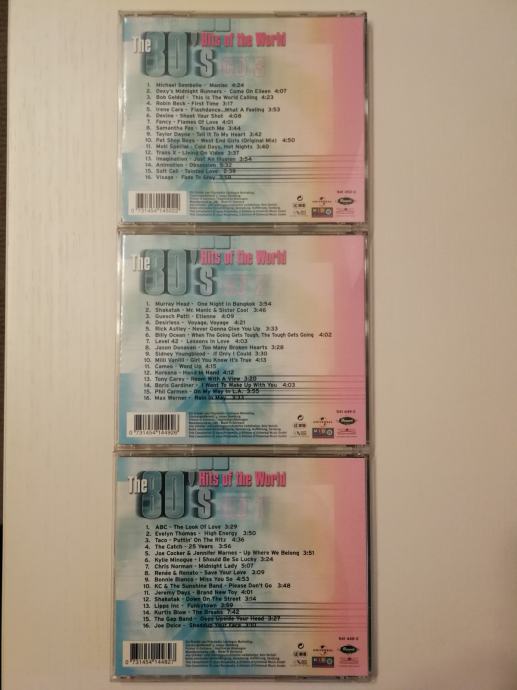 The 80's Hits of the World
1. Michael Sembello - Maniac 4:24
2. Dexy's Midnight Runners - Come On Eileen 4:07
3. Bob Geldof - This Is The World Calling 4:23
4. Robin Beck - First Time 3:17
5. Irene Cara - Flashdance...What A Feeling 3:53
6. Devine - Shoot Your Shot 4:08
7. Fancy - Flames Of Love 4:01
8. Samantha Fox - Touch Me 3:44
9. Taylor Dayne - Tell It To My Heart 3:42
10. Pet Shop Boys - West End Girls (Original Mix) 4:50
11. Matt Special - Cold Days, Hot Nights 3:40
12. Trans X - Living On Video 3:37
13. Imagination - Just An Illusion 3:54
14. Animotion - Obsession 5:32
15. Soft Cell - Tainted Love 2:38
16. Visage - Fade To Grey 3:58
UNIVERSAL
The 80's Hits of the World
1. Murray Head - One Night In Bangkok 3:54
2. Shakatak - Mr. Manic & Sister Cool 3:46
3. Guesch Patti - Etienne 4:09
4. Desirless - Voyage, Voyage 4:21
5. Rick Astley - Never Gonna Give You Up 3:33
6. Billy Ocean - When The Going Gets Tough, The Tough Gets Going 4:02
7. Level 42 - Lessons In Love 4:03
8. Jason Donavan - Too Many Broken Hearts 3:28
9. Sidney Youngblood - If Only I Could 3:30
10. Milli Vanilli - Girl You Know It's True 4:13
11. Cameo - Word Up 4:15
12. Koreana - Hand In Hand 4:12
13. Tony Carey - Room With A View 3:20
14. Boris Gardiner - I Want To Wake Up With You 4:03
15. Phil Carmen - On My Way In L.A. 3:55
16. Max Werner - Rain In May 3:33
UNIVERSAL
The 80's Hits of the World
1. ABC - The Look Of Love 3:29
2. Evelyn Thomas - High Energy 3:50
3. Taco - Puttin' On The Ritz 4:36
4. The Catch - 25 Years 3:56
5. Joe Cocker & Jennifer Warnes - Up Where We Belong 3:51
6. Kylie Minogue - I Should Be So Lucky 3:24
7. Chris Norman - Midnight Lady 5:07
8. Renée & Renato - Save Your Love 3:09
9. Bonnie Bianco - Miss You So 4:53
10. KC & The Sunshine Band - Please Don't Go 3:48
11. Jeremy Days - Brand New Toy 4:01
12. Shakatak - Down On The Street 3:14
13. Lipps Inc - Funkytown 3:59
14. Kurtis Blow - The Breaks 7:42
15. The Gap Band - Oops Upside Your Head 3:27
16. Joe Dolce - Shaddup Your Face 3:10
UNIVERSAL